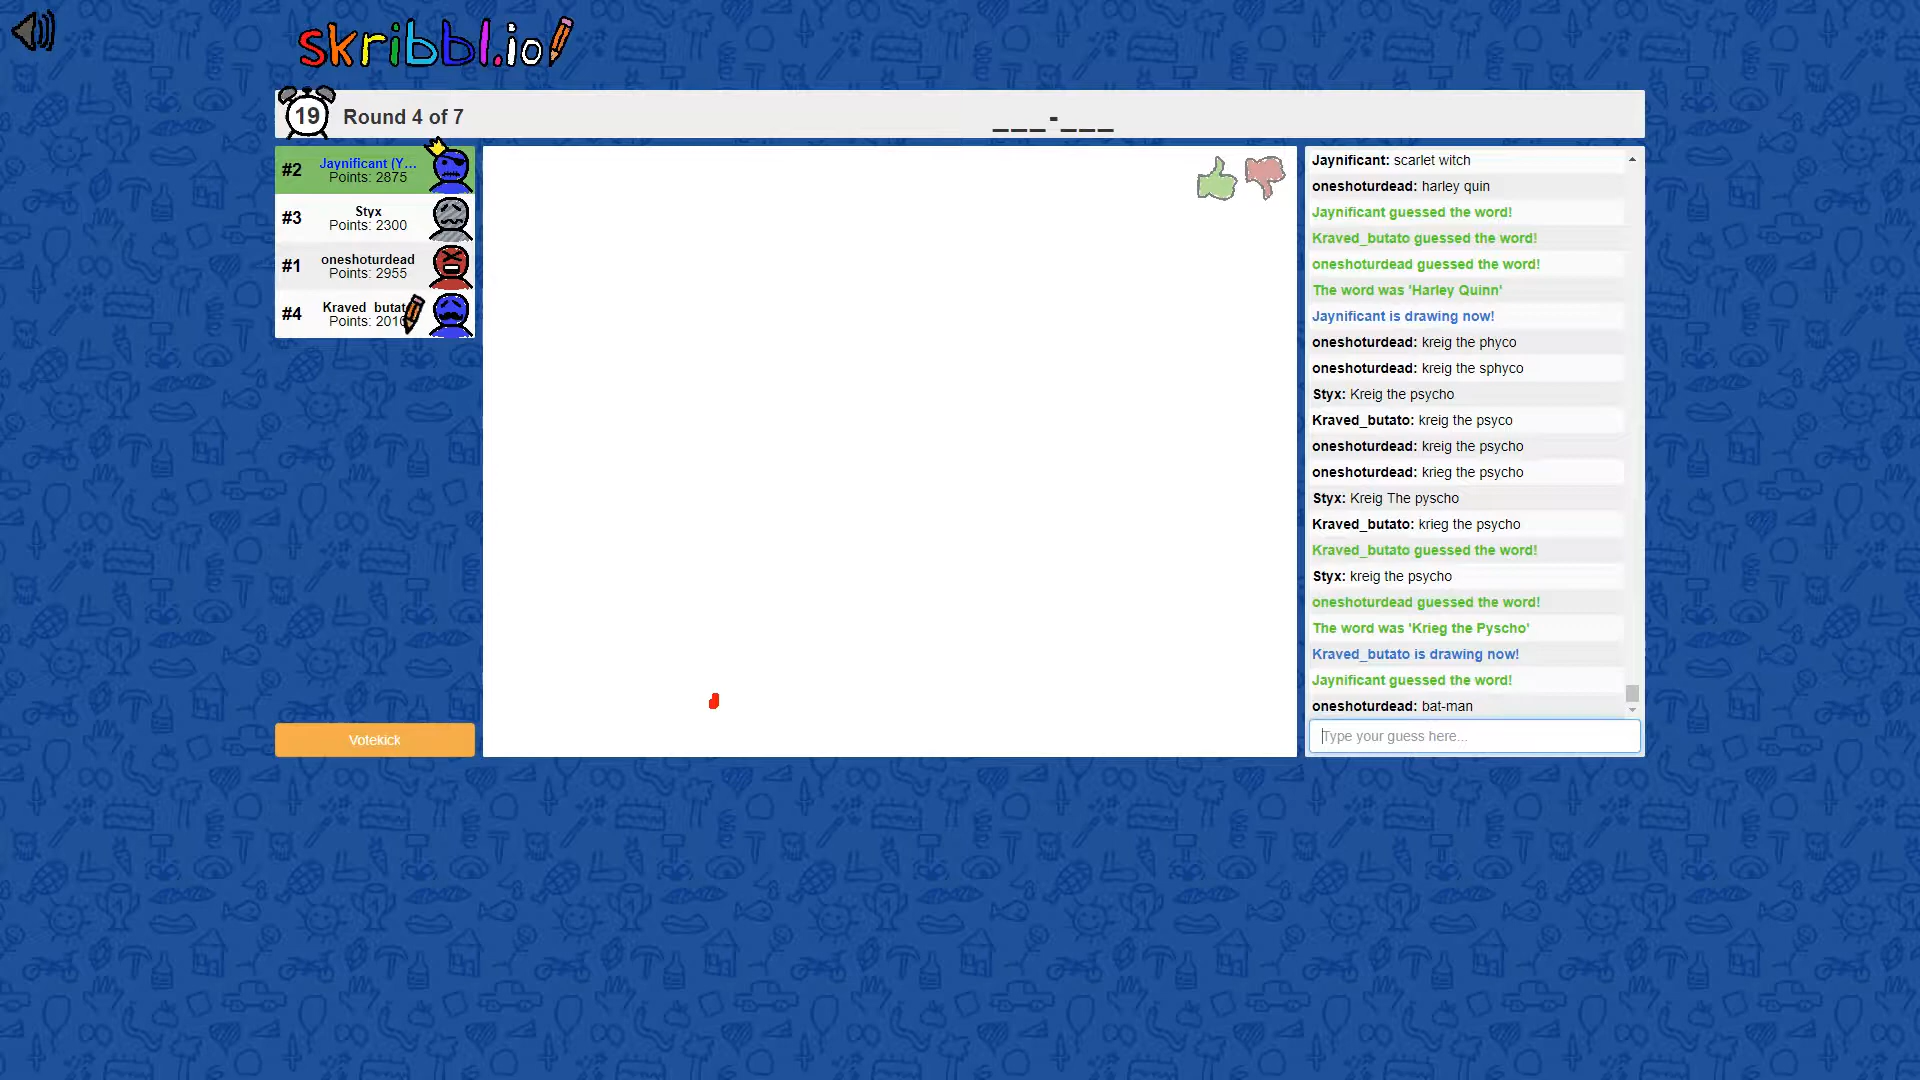 skribbl.io
19
Round 4 of 7
___-___
#2
Jaynificant (Y...
Points: 2875
#3
Styx
Points: 2300
#1
oneshoturdead
Points: 2955
#4
Kraved_butat
Points: 2016
Votekick
Jaynificant: scarlet witch
oneshoturdead: harley quin
Jaynificant guessed the word!
Kraved_butato guessed the word!
oneshoturdead guessed the word!
The word was 'Harley Quinn'
Jaynificant is drawing now!
oneshoturdead: kreig the phyco
oneshoturdead: kreig the sphyco
Styx: Kreig the psycho
Kraved_butato: kreig the psyco
oneshoturdead: kreig the psycho
oneshoturdead: krieg the psycho
Styx: Kreig The pyscho
Kraved_butato: krieg the psycho
Kraved_butato guessed the word!
Styx: kreig the psycho
oneshoturdead guessed the word!
The word was 'Krieg the Pyscho'
Kraved_butato is drawing now!
Jaynificant guessed the word!
oneshoturdead: bat-man
Type your guess here...